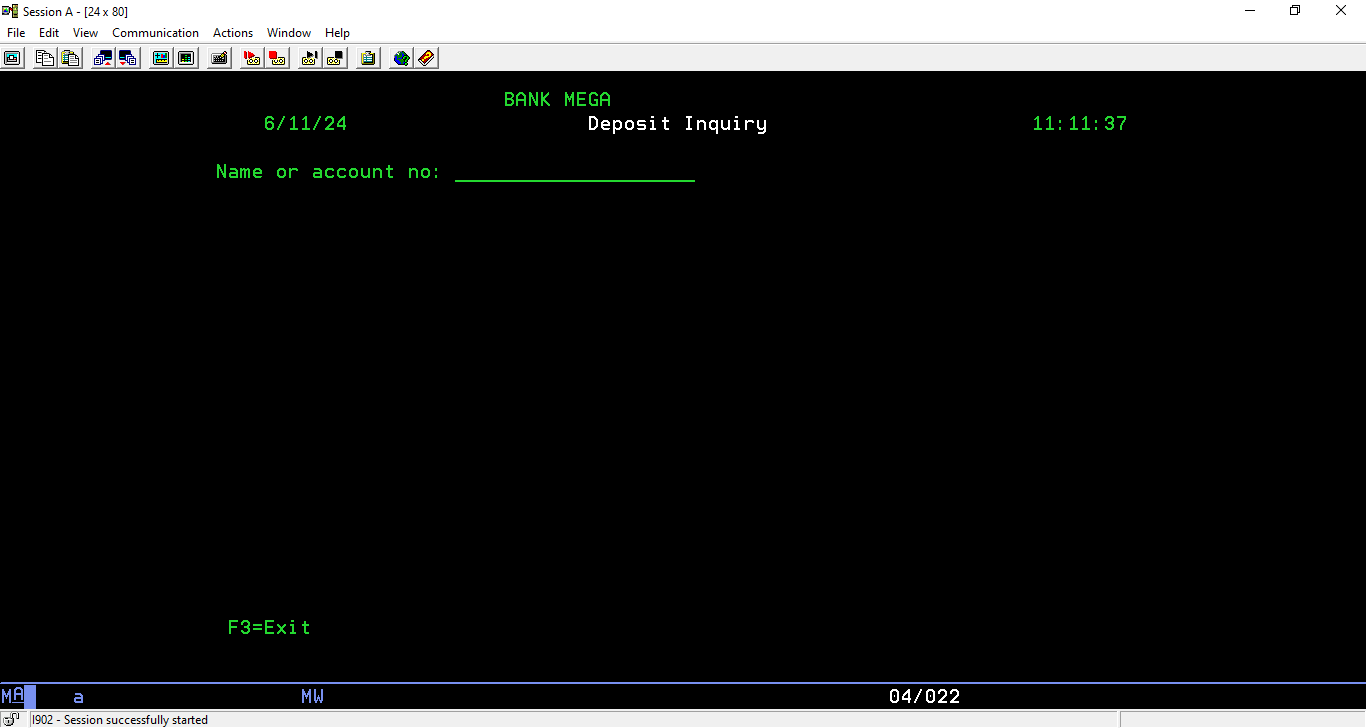 Session A - [24 x 80]
File Edit View Communication Actions Window Help
BANK MEGA
6/11/24 Deposit Inquiry 11:11:37
Name or account no: ____________________
F3=Exit
MA a MW 04/022
I902 - Session successfully started